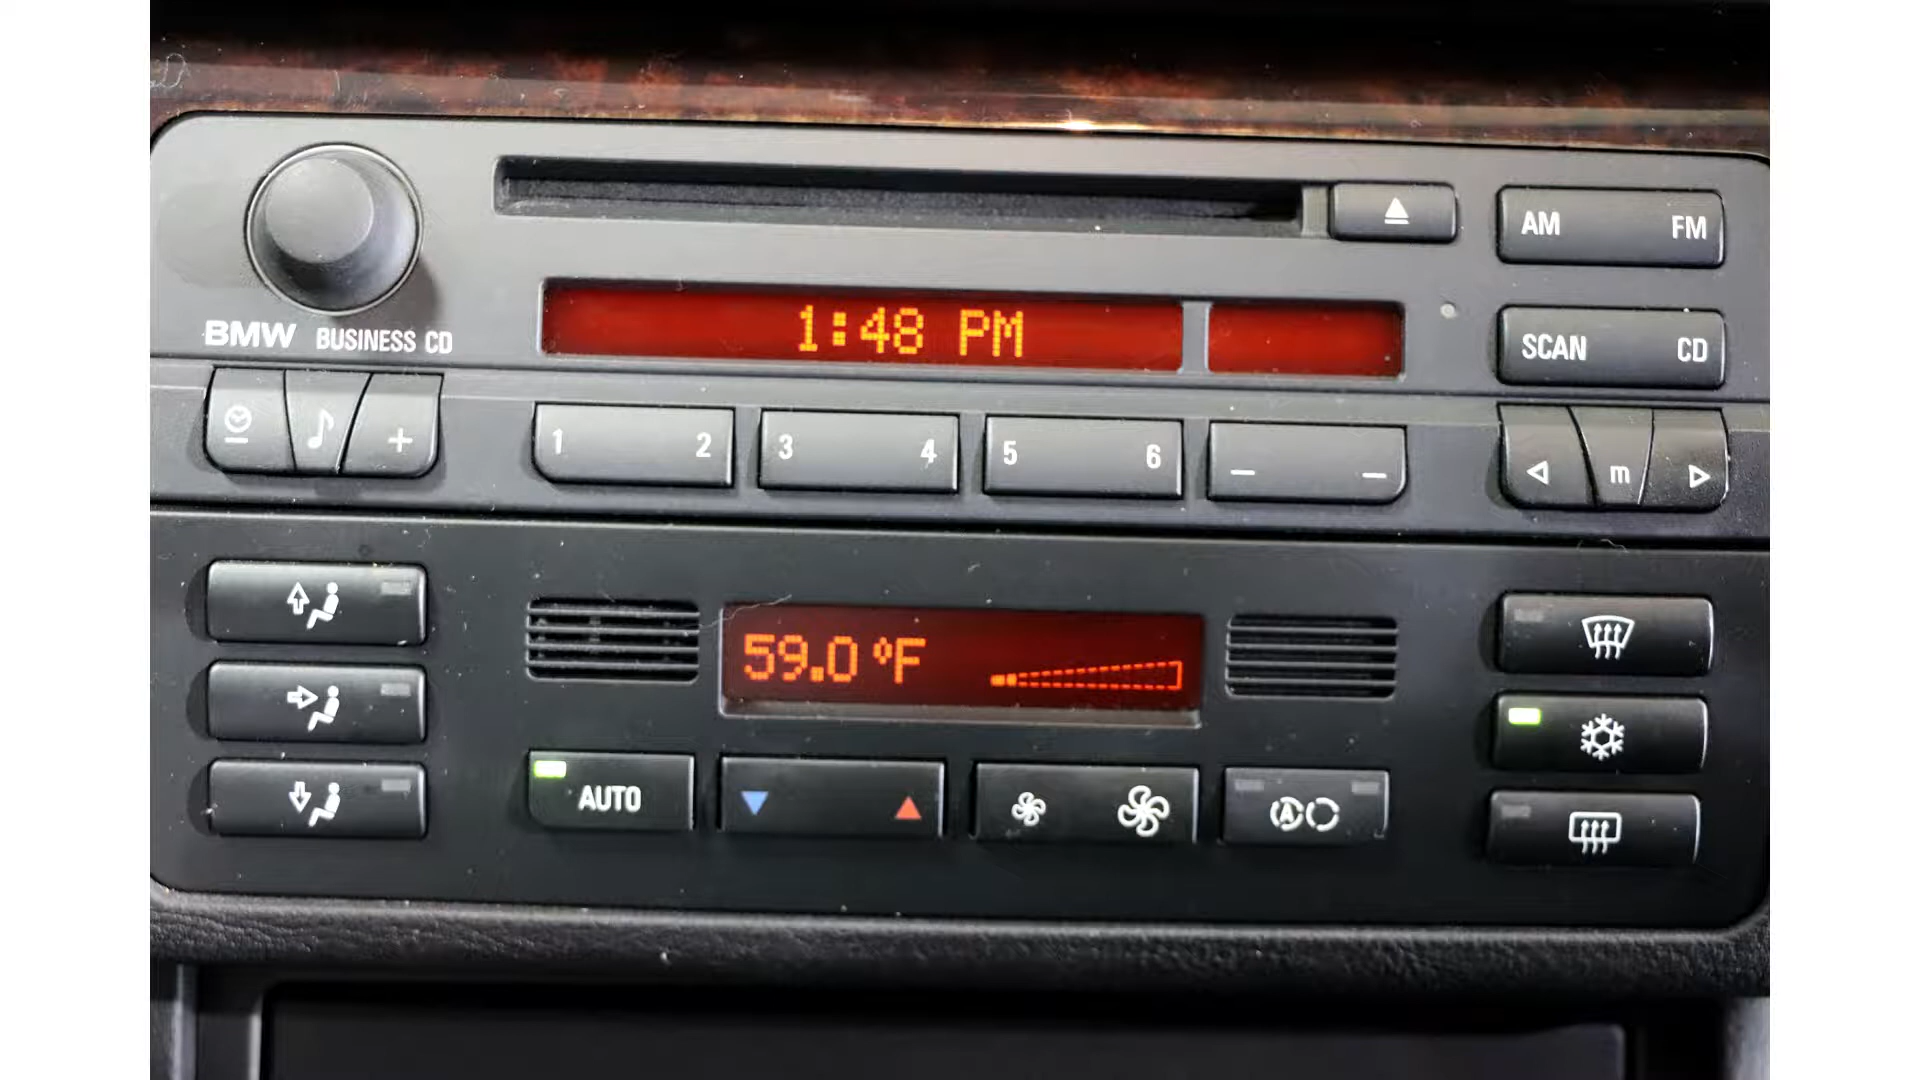 AM FM
1:48 PM
BMW BUSINESS CD
SCAN CD
1 2 3 4 5 6 m
59.0 °F
AUTO
A